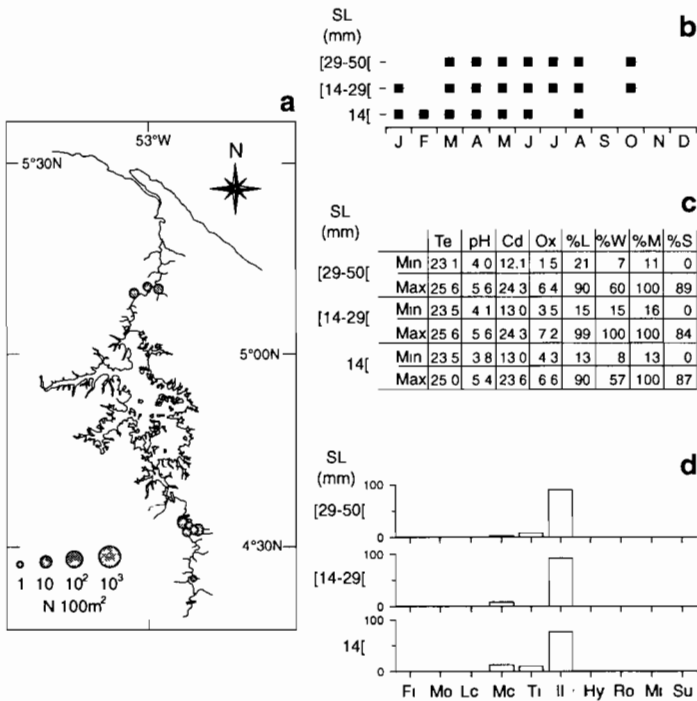 a
53°W
5°30N
N
5°00N
4°30N
1 10 10² 10³
N 100m²
b
SL
(mm)
[29-50[
[14-29[
14[
J F M A M J J A S O N D
c
SL
(mm)
Te pH Cd Ox %L %W %M %S
[29-50[
Min 23 1 4 0 12.1 1 5 21 7 11 0
Max 25 6 5 6 24 3 6 4 90 60 100 89
[14-29[
Min 23 5 4 1 13 0 3 5 15 15 16 0
Max 25 6 5 6 24 3 7 2 99 100 100 84
14[
Min 23 5 3 8 13 0 4 3 13 8 13 0
Max 25 0 5 4 23 6 6 6 90 57 100 87
d
SL
(mm)
100
[29-50[
0
100
[14-29[
0
100
14[
0
Fi Mo Lc Mc Ti Il Hy Ro Mi Su